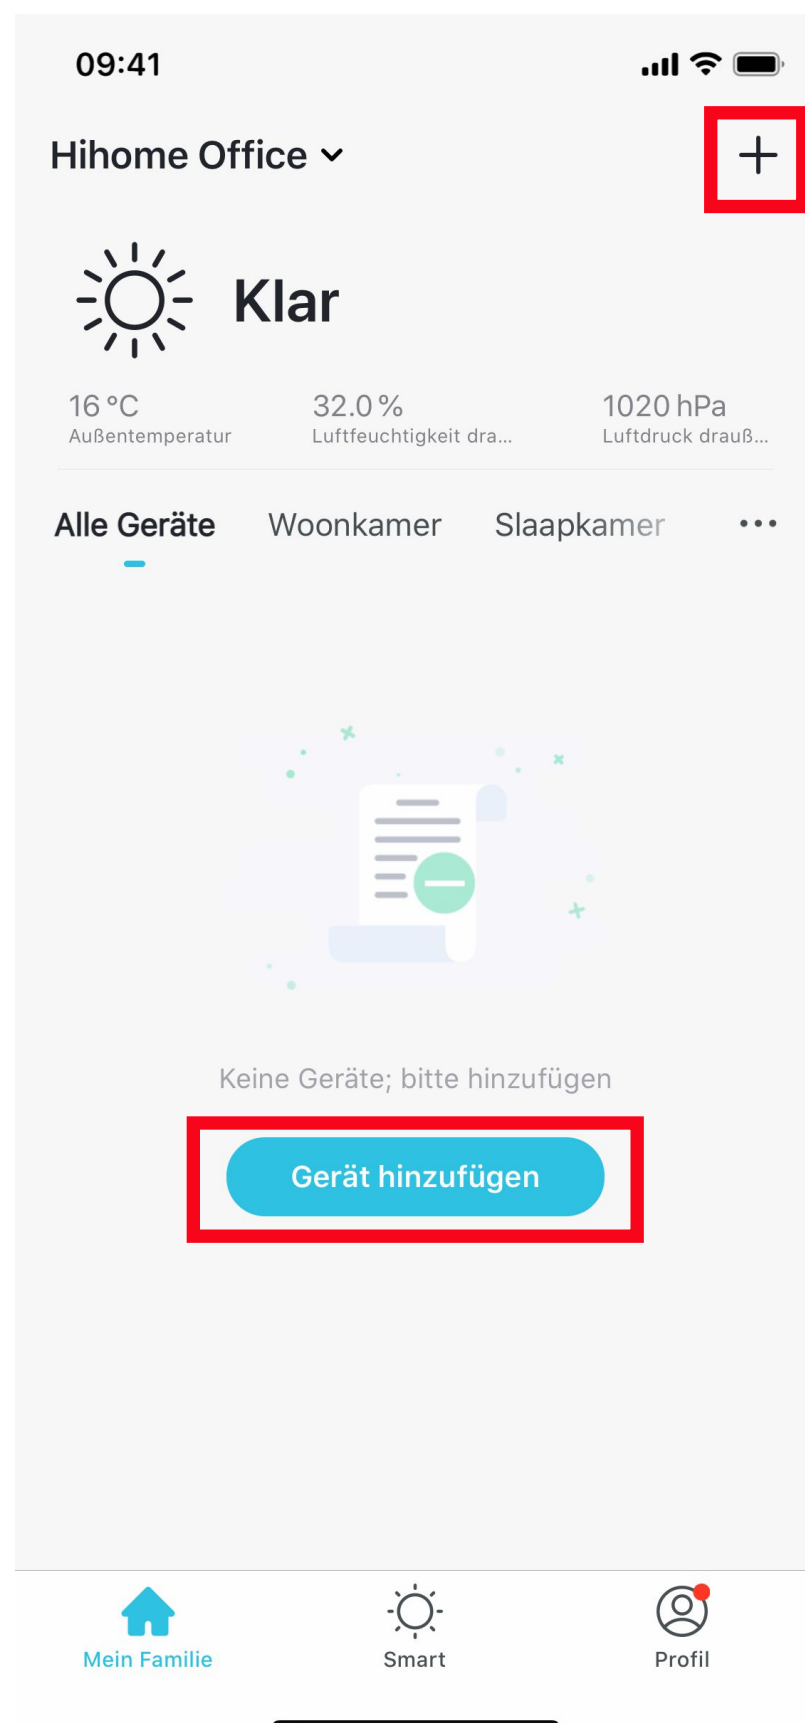 09:41
Hihome Office
Klar
16 °C 32.0 % 1020 hPa
Außentemperatur Luftfeuchtigkeit dra... Luftdruck drauß...
Alle Geräte Woonkamer Slaapkamer
Keine Geräte; bitte hinzufügen
Gerät hinzufügen
Mein Familie Smart Profil